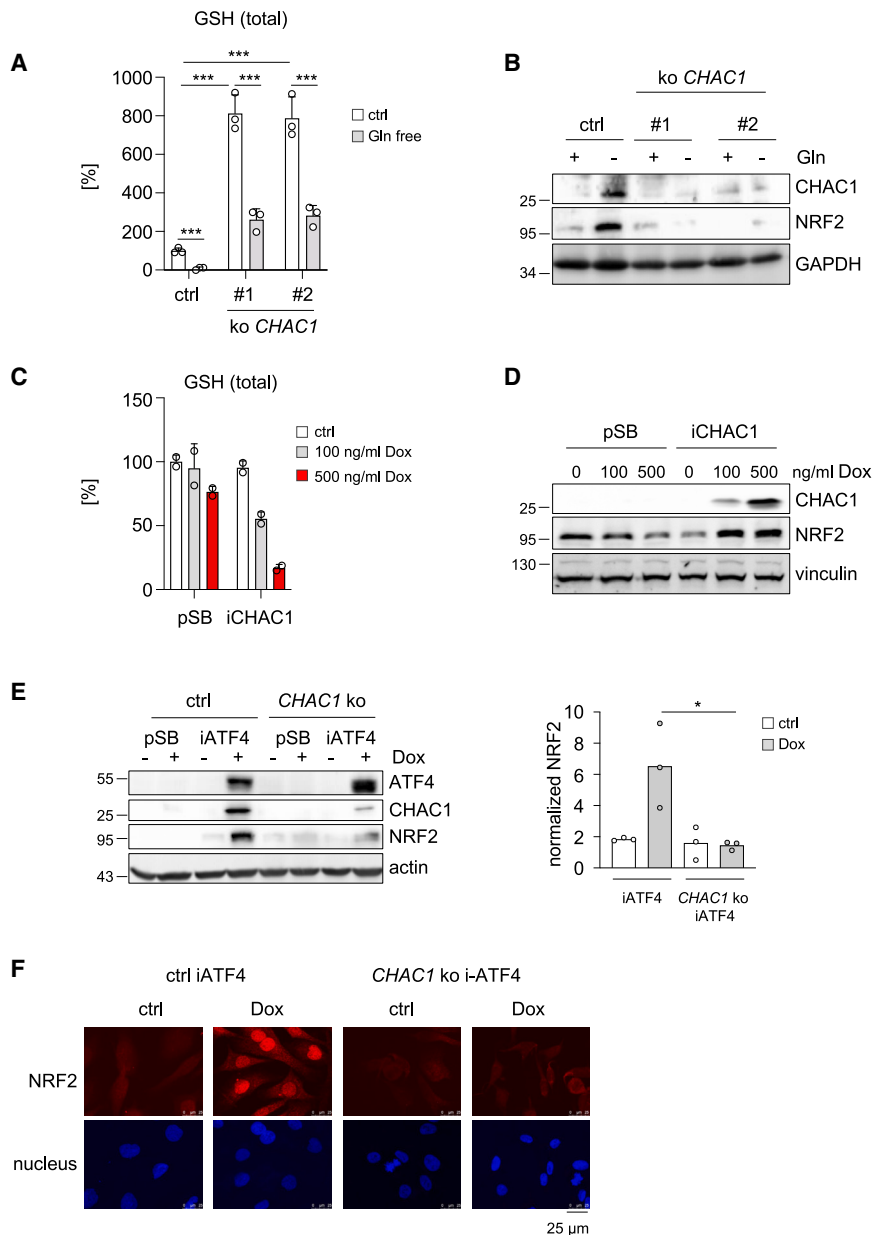 GSH (total)
A
*** 
*** *** ***
***
1000
800
600
400
200
0
[%]
ctrl
Gln free
ctrl #1 #2
ko CHAC1
B
ko CHAC1
ctrl #1 #2
+ - + - + - Gln
25 CHAC1
95 NRF2
34 GAPDH
C
GSH (total)
150
100
50
0
[%]
ctrl
100 ng/ml Dox
500 ng/ml Dox
pSB iCHAC1
D
pSB iCHAC1
0 100 500 0 100 500 ng/ml Dox
25 CHAC1
95 NRF2
130 vinculin
E
ctrl CHAC1 ko
pSB iATF4 pSB iATF4
- + - + - + - + Dox
55 ATF4
25 CHAC1
95 NRF2
43 actin
*
10
8
6
4
2
0
normalized NRF2
ctrl
Dox
iATF4 CHAC1 ko
iATF4
F
ctrl iATF4 CHAC1 ko i-ATF4
ctrl Dox ctrl Dox
NRF2
nucleus
25 µm